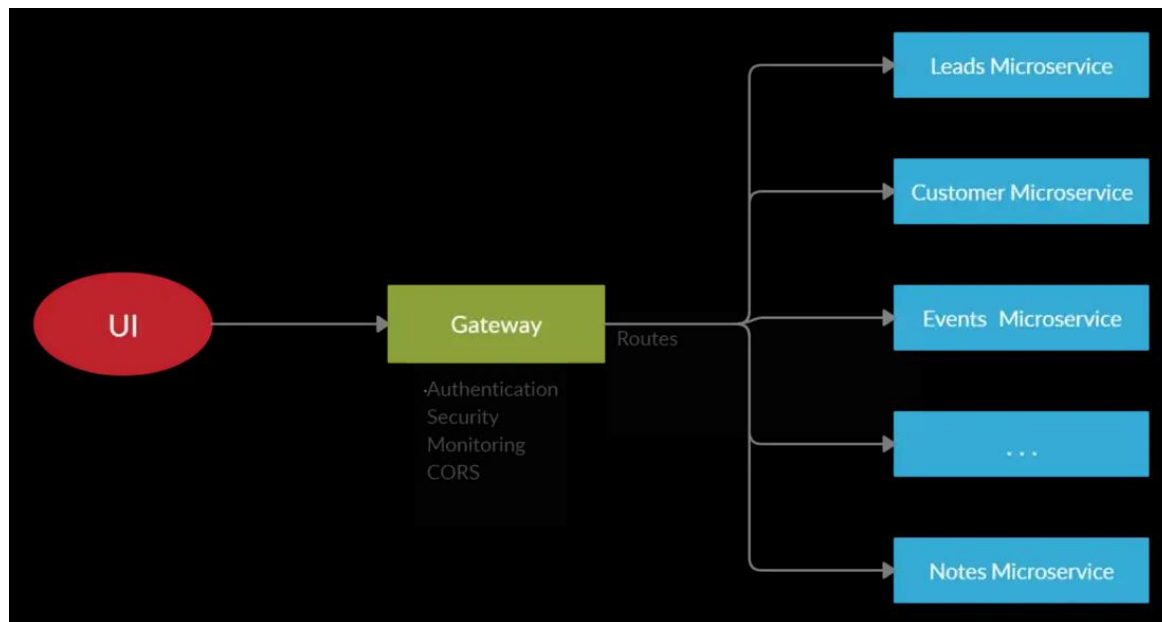 Leads Microservice
Customer Microservice
UI
Gateway
Routes
Events Microservice
Authentication
Security
Monitoring
CORS
. . .
Notes Microservice